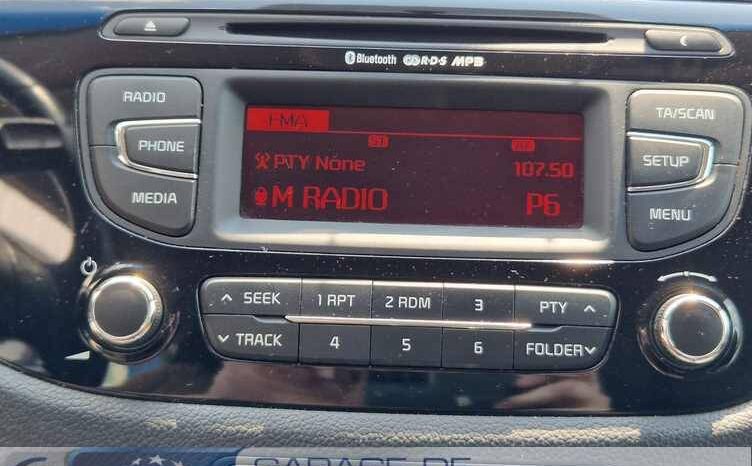 Bluetooth R·D·S MP3
RADIO
TA/SCAN
FMA
PHONE
PTY None
107.50
SETUP
MEDIA
M RADIO
P6
MENU
SEEK
1 RPT
2 RDM
3
PTY
TRACK
4
5
6
FOLDER